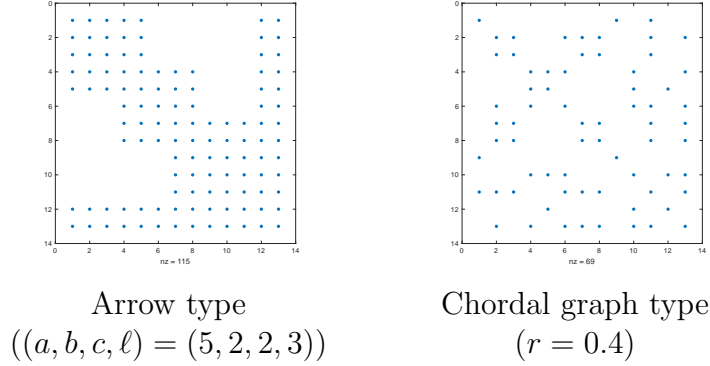 0
2
4
6
8
10
12
14
0 2 4 6 8 10 12 14
nz = 115
0
2
4
6
8
10
12
14
0 2 4 6 8 10 12 14
nz = 69
Arrow type
((a, b, c, ℓ) = (5, 2, 2, 3))
Chordal graph type
(r = 0.4)